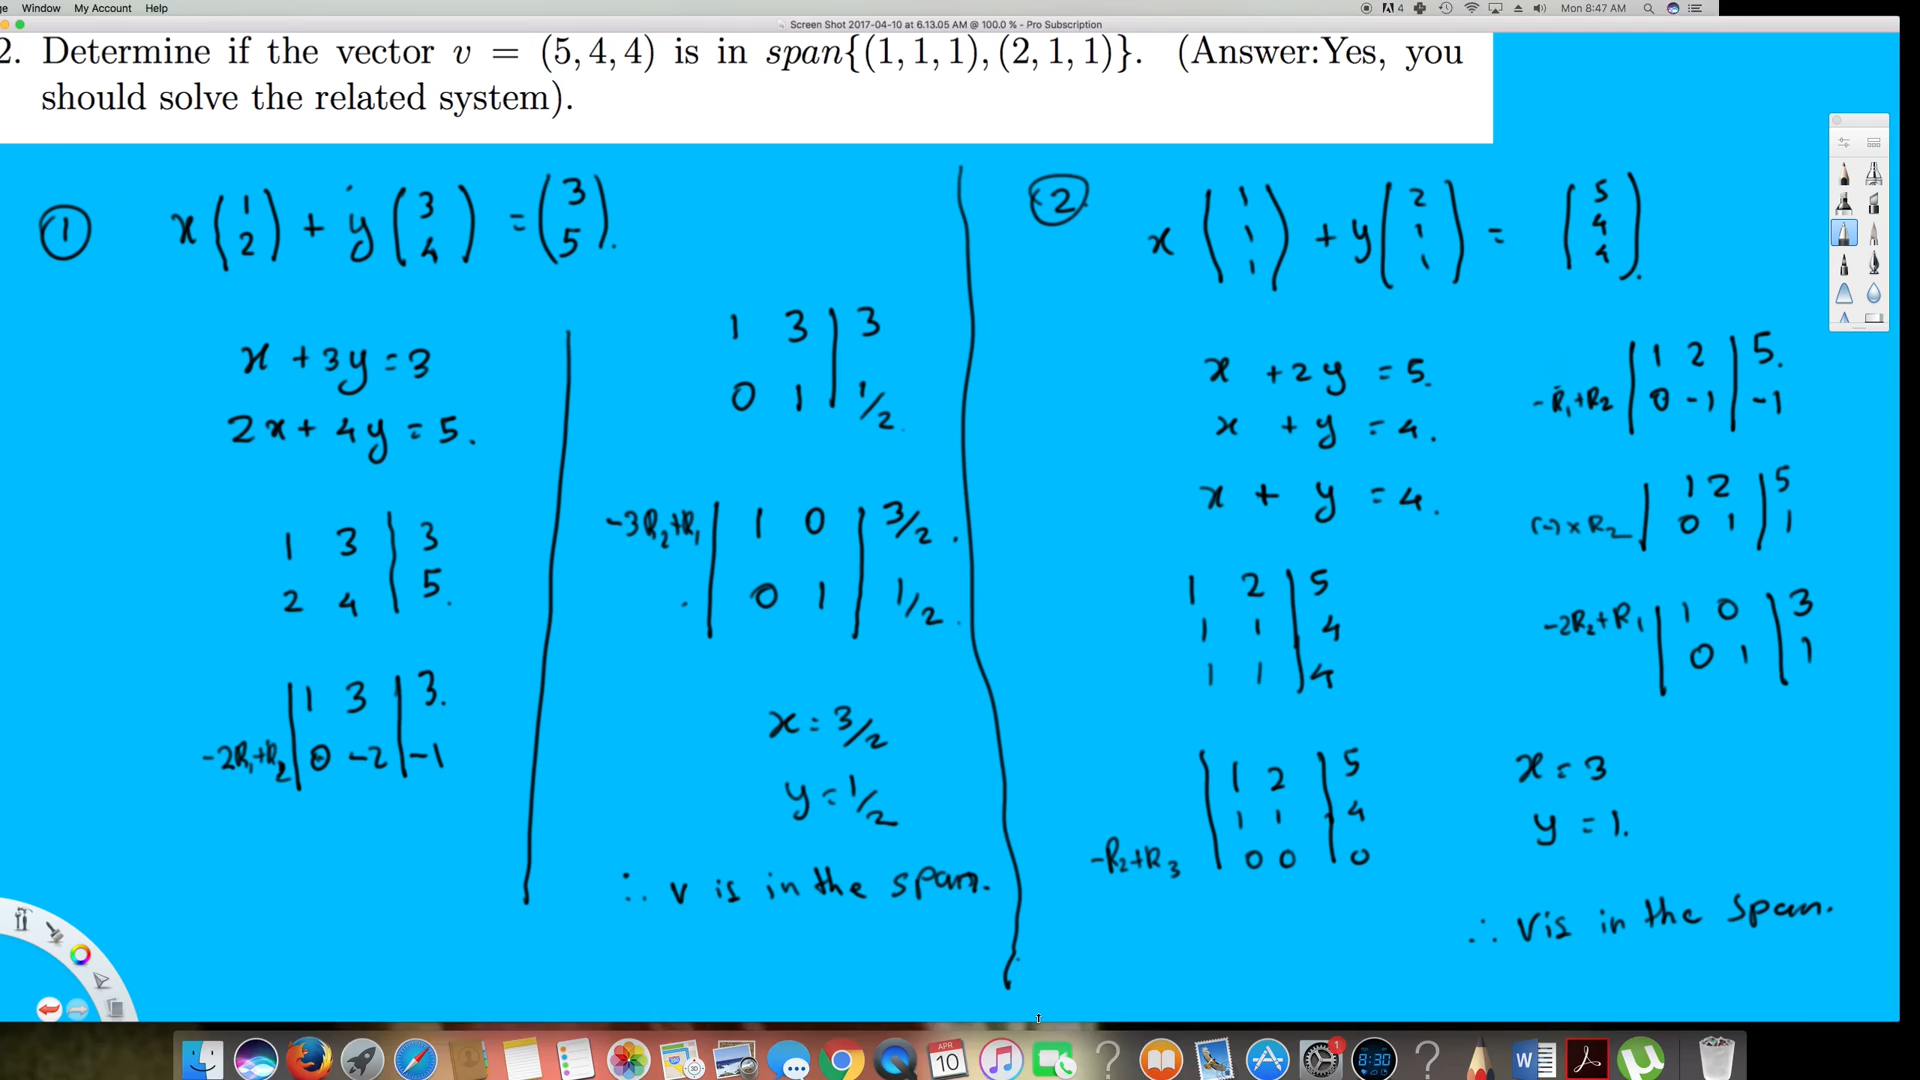 ge Window My Account Help
4 Mon 8:47 AM
Screen Shot 2017-04-10 at 6.13.05 AM @ 100.0 % - Pro Subscription
2. Determine if the vector v = (5, 4, 4) is in span{(1, 1, 1), (2, 1, 1)}. (Answer:Yes, you
should solve the related system).
① x (1 2) + y (3 4) = (3 5).
x + 3y = 3
2x + 4y = 5.
1 3 | 3
2 4 | 5.
| 1 3 | 3.
-2R₁+R₂ | 0 -2 | -1
1 3 | 3
0 1 | 1/2.
-3R₂+R₁ | 1 0 | 3/2.
| 0 1 | 1/2.
x = 3/2
y = 1/2
∴ v is in the span.
② x (1 1 1) + y (2 1 1) = (5 4 4).
x + 2y = 5.
x + y = 4.
x + y = 4.
1 2 | 5
1 1 | 4
1 1 | 4
| 1 2 | 5
| 1 1 | 4
-R₂+R₃ | 0 0 | 0
| 1 2 | 5.
-R₁+R₂ | 0 -1 | -1
| 1 2 | 5
(-) x R₂ | 0 1 | 1
-2R₂+R₁ | 1 0 | 3
| 0 1 | 1
x = 3
y = 1.
∴ v is in the span.
APR
10
1
8:30
W